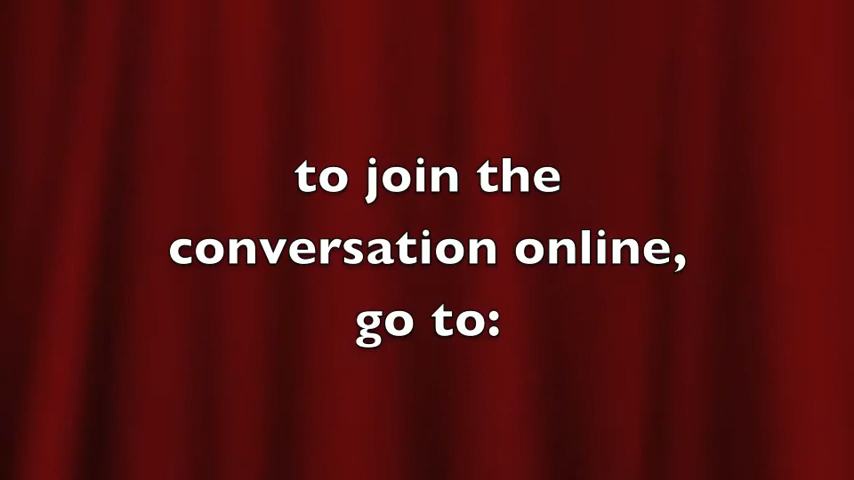 to join the
conversation online,
go to: